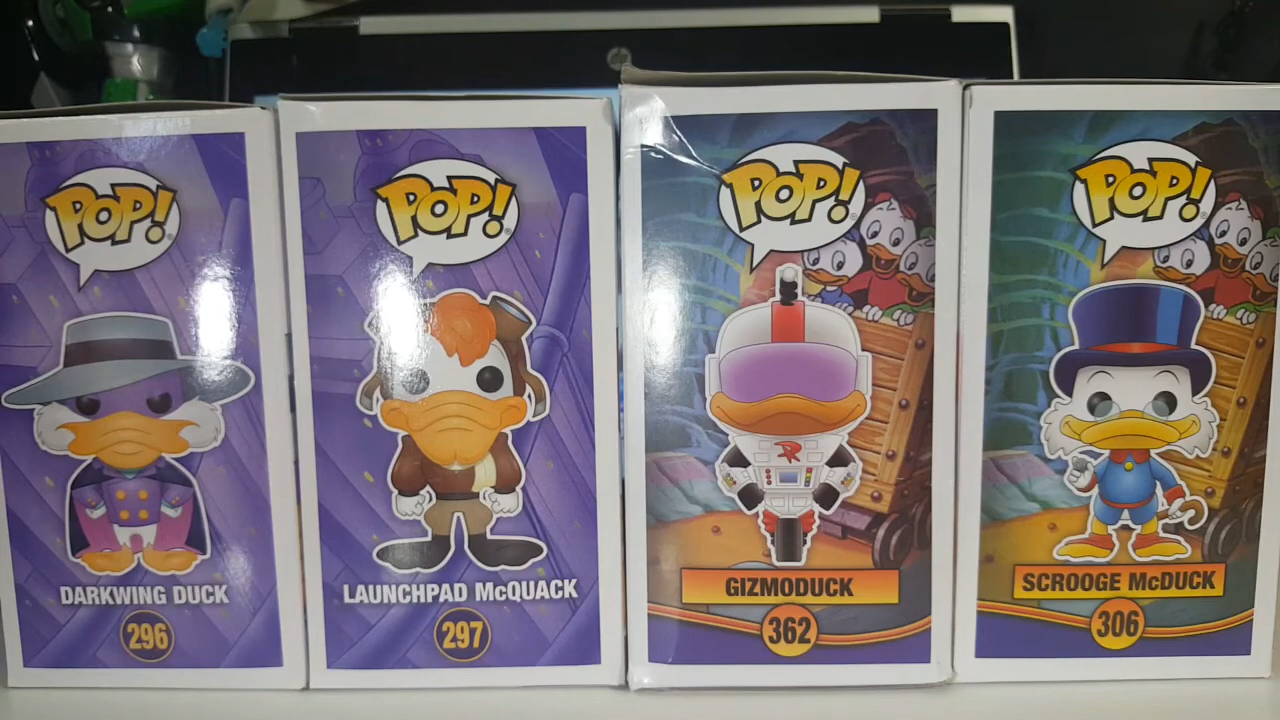 POP!
DARKWING DUCK
296
POP!
LAUNCHPAD McQUACK
297
POP!
R
GIZMODUCK
362
POP!
SCROOGE McDUCK
306